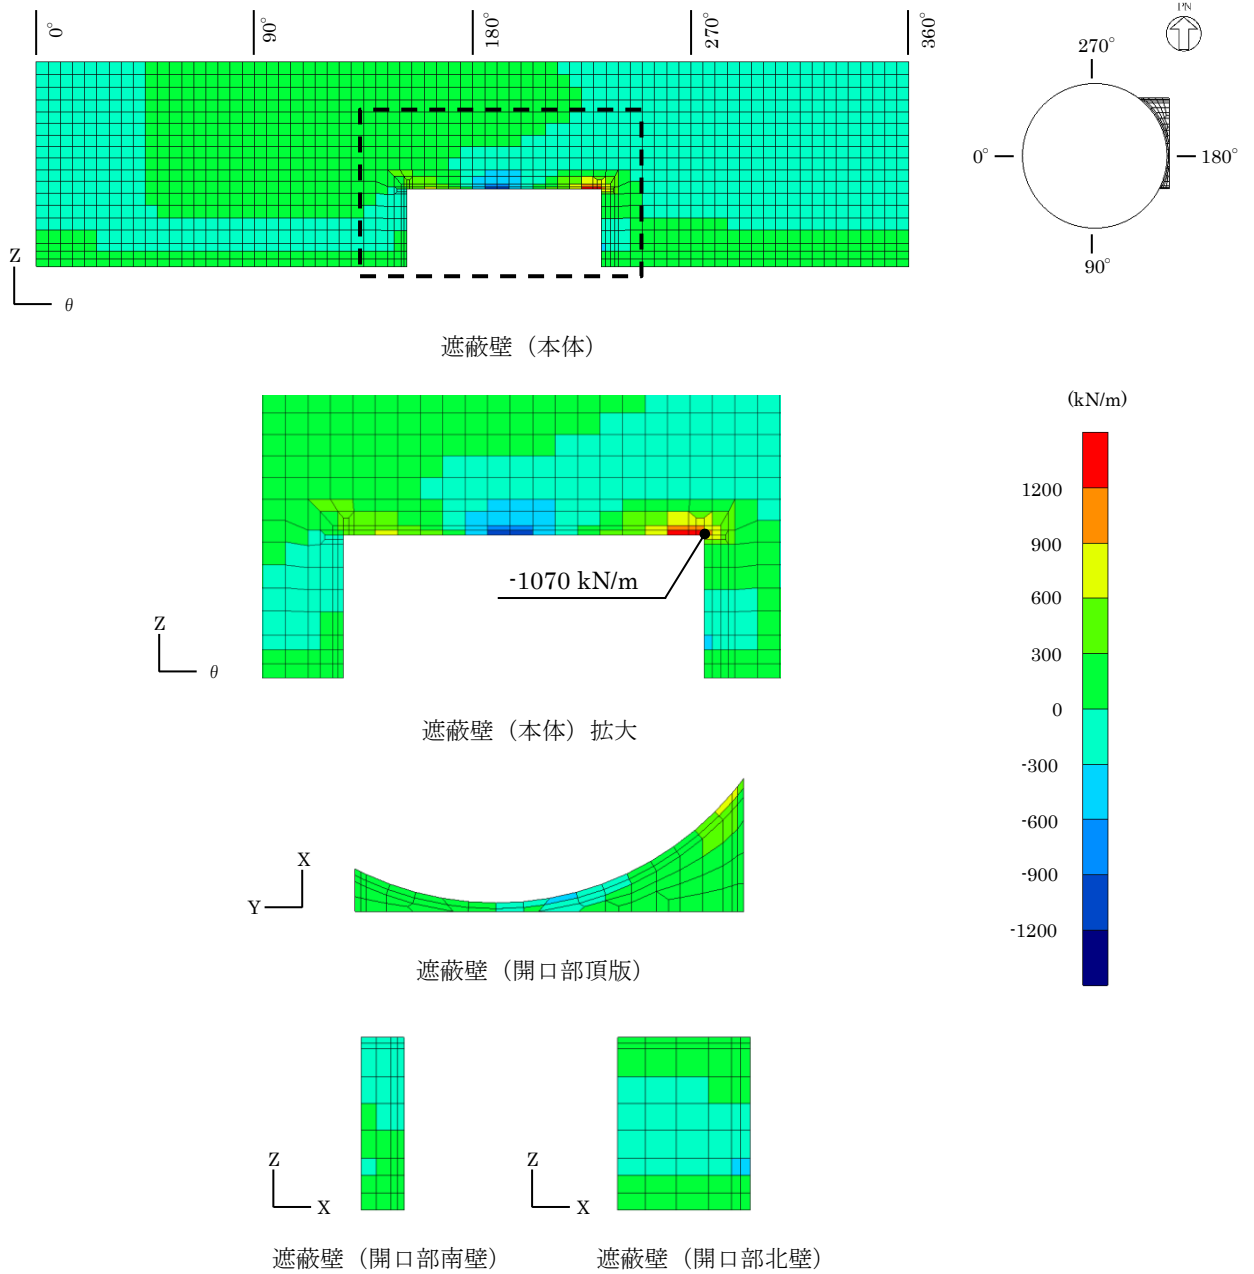 0°
90°
180°
270°
360°
PN
270°
0°
180°
90°
Z
θ
遮蔽壁（本体）
(kN/m)
1200
900
600
300
0
-300
-600
-900
-1200
-1070 kN/m
Z
θ
遮蔽壁（本体）拡大
X
Y
遮蔽壁（開口部頂版）
Z
X
Z
X
遮蔽壁（開口部南壁）
遮蔽壁（開口部北壁）